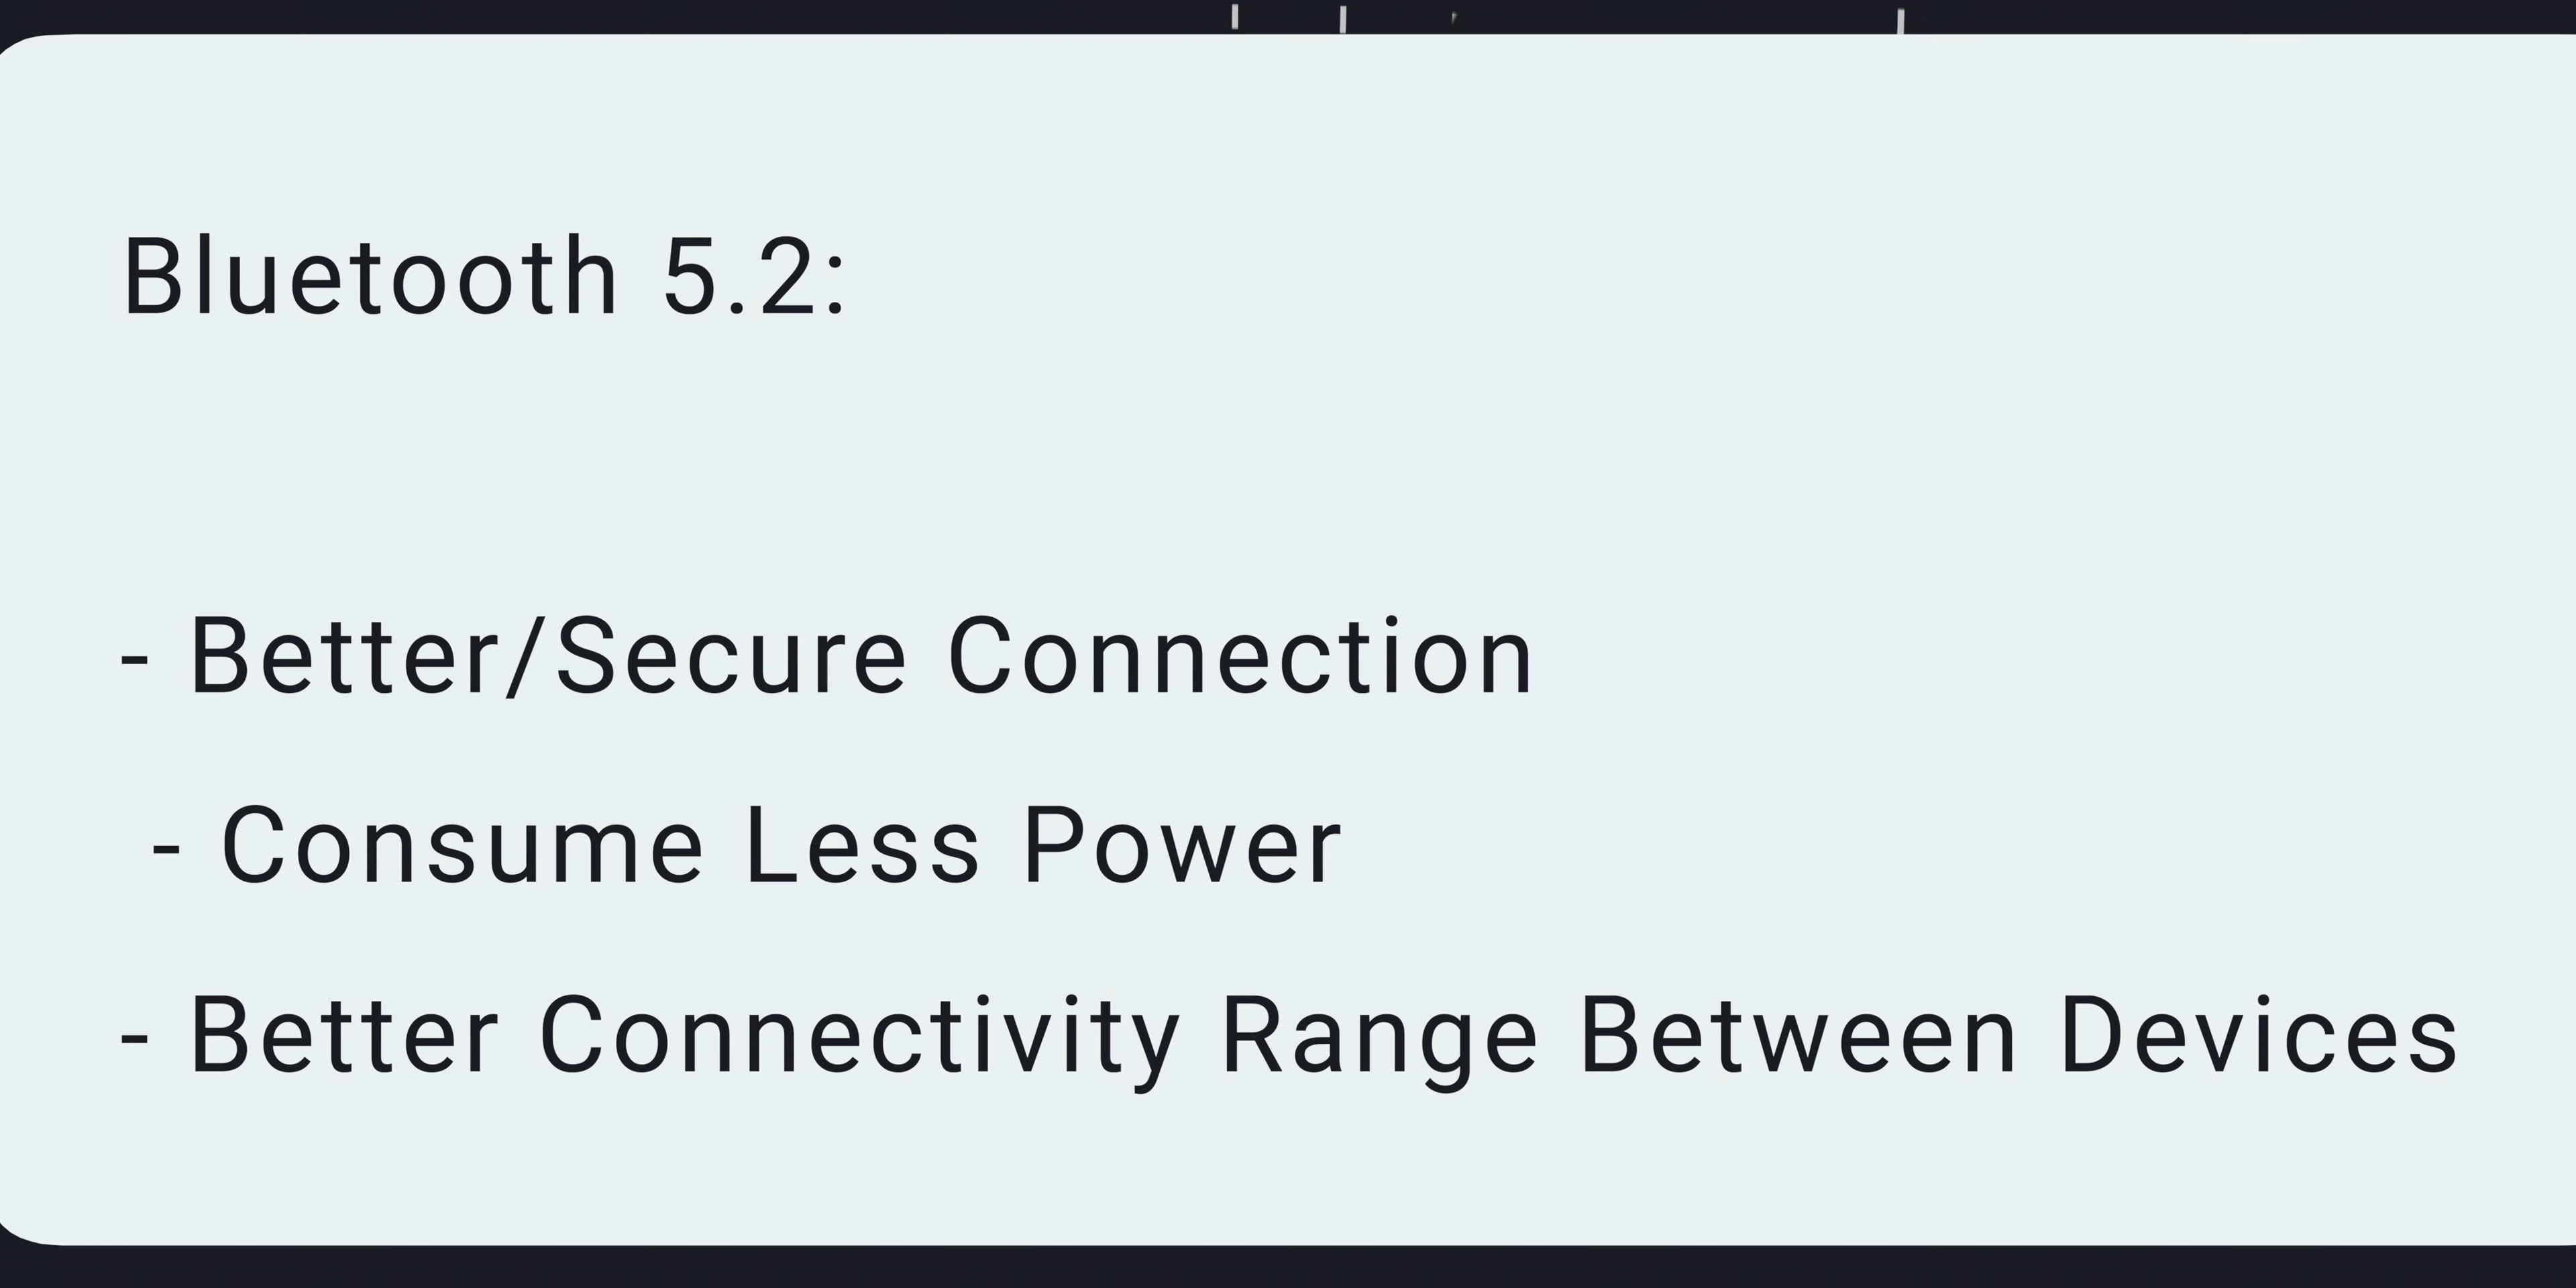 Bluetooth 5.2:
- Better/Secure Connection
- Consume Less Power
- Better Connectivity Range Between Devices